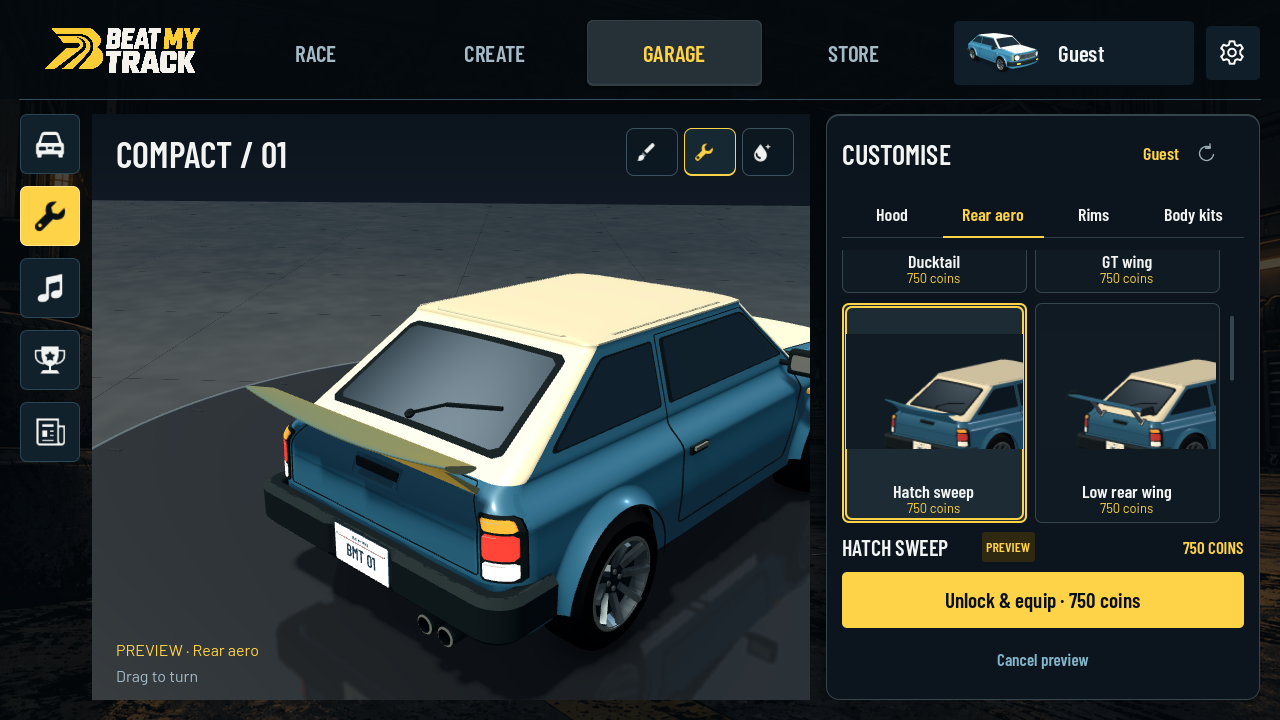 BEAT MY
TRACK
RACE
CREATE
GARAGE
STORE
Guest
COMPACT / 01
BMT 01
PREVIEW · Rear aero
Drag to turn
CUSTOMISE
Guest
Hood
Rear aero
Rims
Body kits
Ducktail
750 coins
GT wing
750 coins
Hatch sweep
750 coins
Low rear wing
750 coins
HATCH SWEEP
PREVIEW
750 COINS
Unlock & equip · 750 coins
Cancel preview